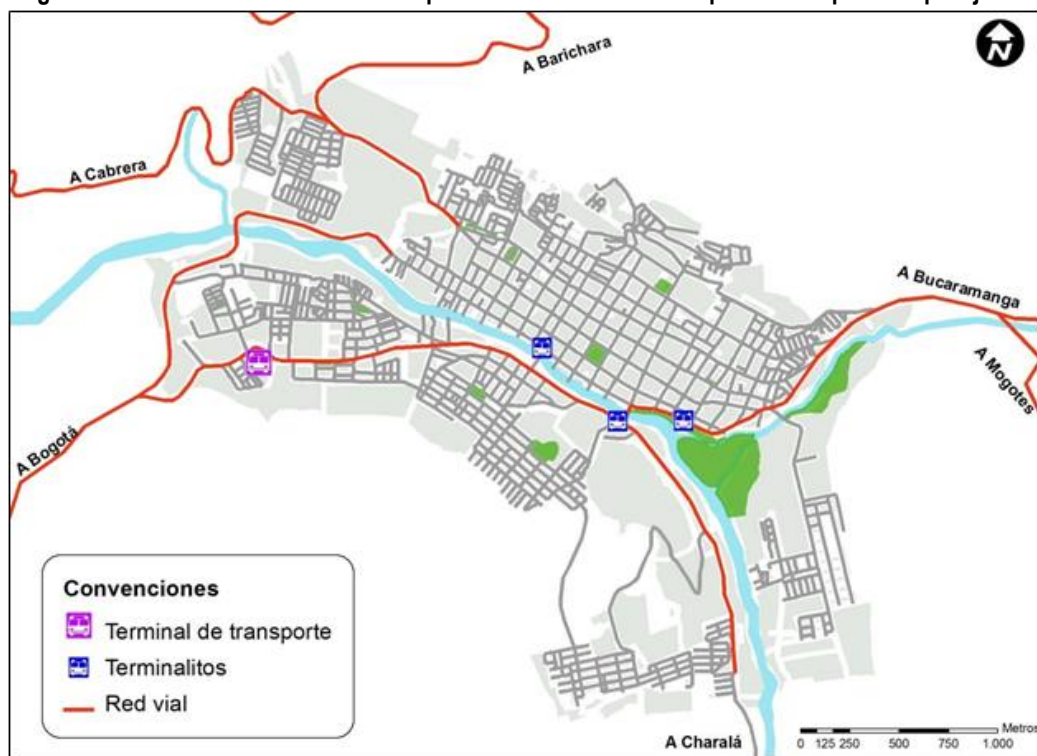 A Barichara
N
A Cabrera
A Bucaramanga
A Mogotes
A Bogotá
Convenciones
Terminal de transporte
Terminalitos
Red vial
A Charalá
Metros
0 125 250 500 750 1.000